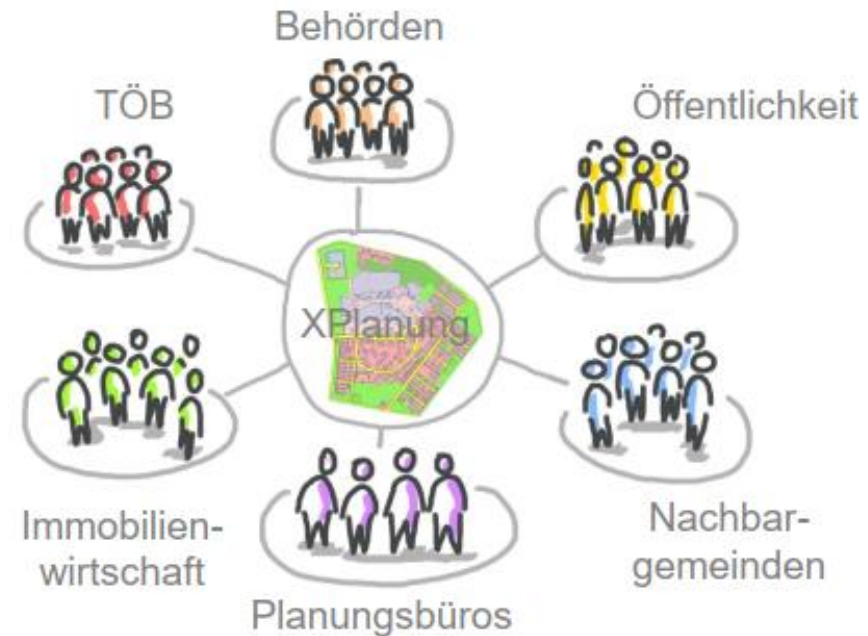 Behörden
TÖB
Öffentlichkeit
XPlanung
Immobilien-
wirtschaft
Nachbar-
gemeinden
Planungsbüros